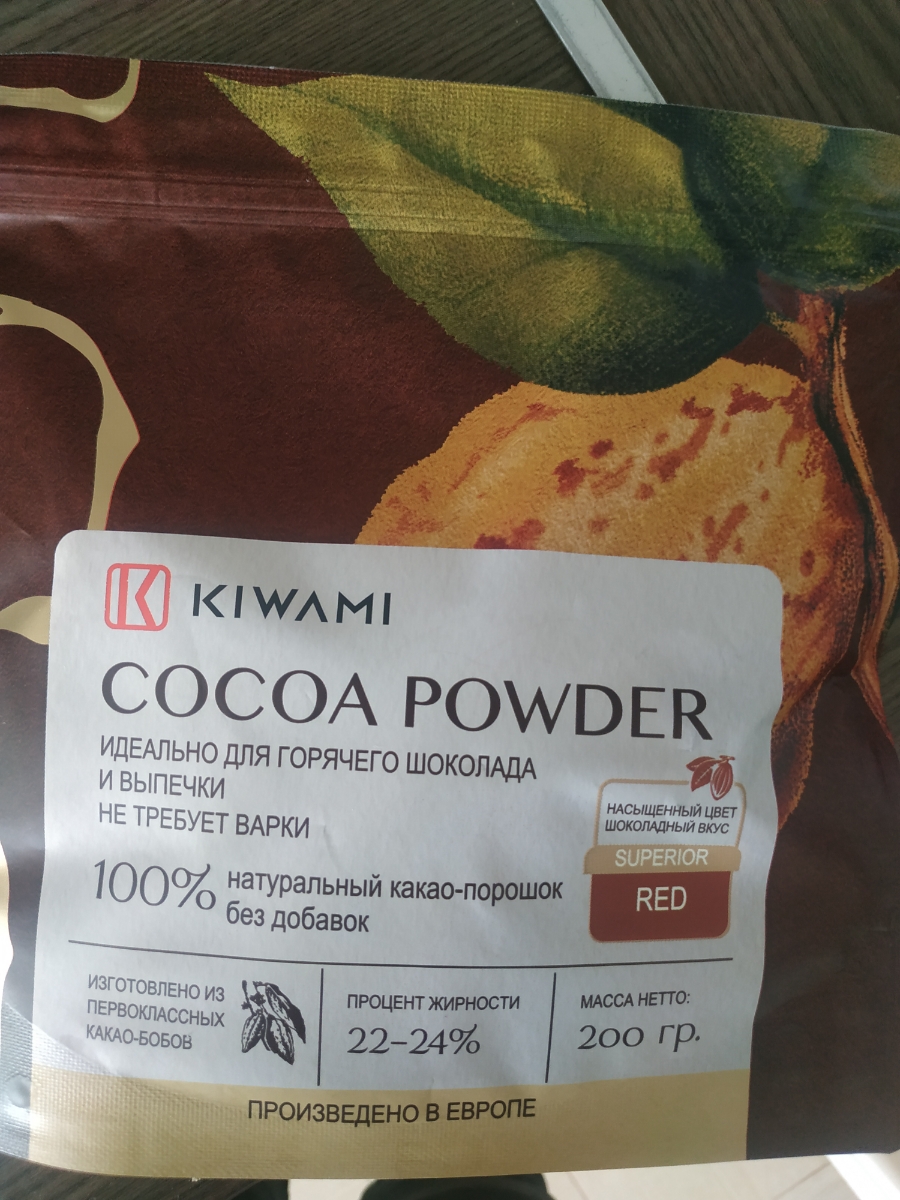 KIWAMI
COCOA POWDER
ИДЕАЛЬНО ДЛЯ ГОРЯЧЕГО ШОКОЛАДА
И ВЫПЕЧКИ
НЕ ТРЕБУЕТ ВАРКИ
НАСЫЩЕННЫЙ ЦВЕТ
ШОКОЛАДНЫЙ ВКУС
SUPERIOR
RED
100% натуральный какао-порошок
без добавок
ИЗГОТОВЛЕНО ИЗ
ПЕРВОКЛАССНЫХ
КАКАО-БОБОВ
ПРОЦЕНТ ЖИРНОСТИ
22-24%
МАССА НЕТТО:
200 гр.
ПРОИЗВЕДЕНО В ЕВРОПЕ